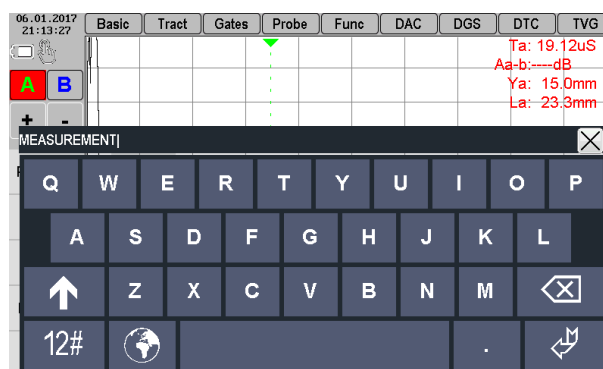 06.01.2017
21:13:27
Basic Tract Gates Probe Func DAC DGS DTC TVG
Ta: 19.12uS
Aa-b:----dB
Ya: 15.0mm
La: 23.3mm
A B
+ -
MEASUREMENT
Q W E R T Y U I O P
A S D F G H J K L
Z X C V B N M
12# .